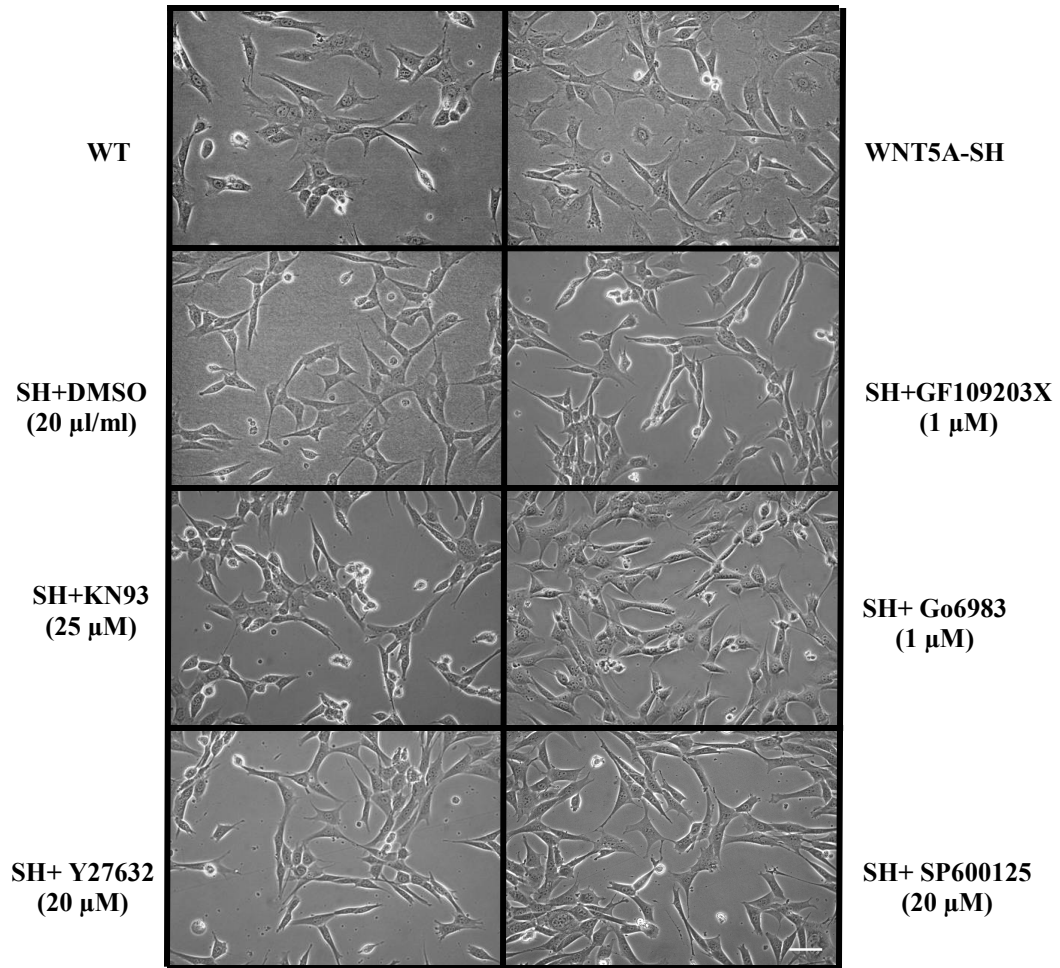 WT
WNT5A-SH
SH+DMSO
(20 µl/ml)
SH+GF109203X
(1 µM)
SH+KN93
(25 µM)
SH+ Go6983
(1 µM)
SH+ Y27632
(20 µM)
SH+ SP600125
(20 µM)